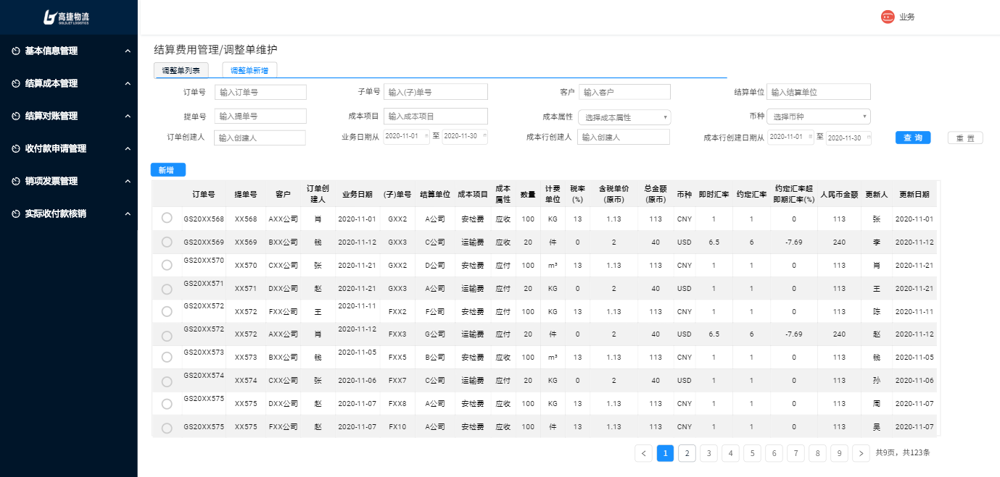 高捷物流
GOLDJET LOGISTICS
业务
基本信息管理
结算成本管理
结算对账管理
收付款申请管理
销项发票管理
实际收付款核销
结算费用管理/调整单维护
调整单列表 调整单新增
订单号 输入订单号 子单号 输入(子)单号 客户 输入客户 结算单位 输入结算单位
提单号 输入提单号 成本项目 输入成本项目 成本属性 选择成本属性 币种 选择币种
订单创建人 输入创建人 业务日期从 2020-11-01 至 2020-11-30 成本行创建人 输入创建人 成本行创建日期从 2020-11-01 至 2020-11-30 查 询 重 置
新增
订单号 提单号 客户 订单创建人 业务日期 (子)单号 结算单位 成本项目 成本属性 数量 计费单位 税率(%) 含税单价(原币) 总金额(原币) 币种 即时汇率 约定汇率 约定汇率超即期汇率(%) 人民币金额 更新人 更新日期
GS20XX568 XX568 AXX公司 肖 2020-11-01 GXX2 A公司 安检费 应收 100 KG 13 1.13 113 CNY 1 1 0 113 张 2020-11-01
GS20XX569 XX569 BXX公司 钱 2020-11-12 GXX3 C公司 运输费 应收 20 件 0 2 40 USD 6.5 6 -7.69 240 李 2020-11-12
GS20XX570 XX570 CXX公司 张 2020-11-21 GXX2 D公司 安检费 应付 100 m³ 13 1.13 113 CNY 1 1 0 113 肖 2020-11-21
GS20XX571 XX571 DXX公司 赵 2020-11-21 GXX3 A公司 运输费 应付 20 KG 0 2 40 USD 1 1 0 113 王 2020-11-21
GS20XX572 XX572 FXX公司 王 2020-11-11 FXX2 F公司 安检费 应付 100 KG 13 1.13 113 CNY 1 1 0 113 陈 2020-11-11
GS20XX572 XX572 AXX公司 肖 2020-11-12 FXX3 G公司 运输费 应付 20 件 0 2 40 USD 6.5 6 -7.69 240 赵 2020-11-12
GS20XX573 XX573 BXX公司 钱 2020-11-05 FXX5 B公司 安检费 应收 100 m³ 13 1.13 113 CNY 1 1 0 113 钱 2020-11-05
GS20XX574 XX574 CXX公司 张 2020-11-06 FXX7 C公司 运输费 应付 20 KG 0 2 40 USD 1 1 0 113 孙 2020-11-06
GS20XX575 XX575 DXX公司 赵 2020-11-07 FXX8 A公司 安检费 应收 100 KG 13 1.13 113 CNY 1 1 0 113 周 2020-11-07
GS20XX575 XX575 FXX公司 赵 2020-11-07 FX10 A公司 安检费 应收 100 件 13 1.13 113 CNY 1 1 0 113 吴 2020-11-07
< 1 2 3 4 5 6 7 8 9 > 共9页，共123条